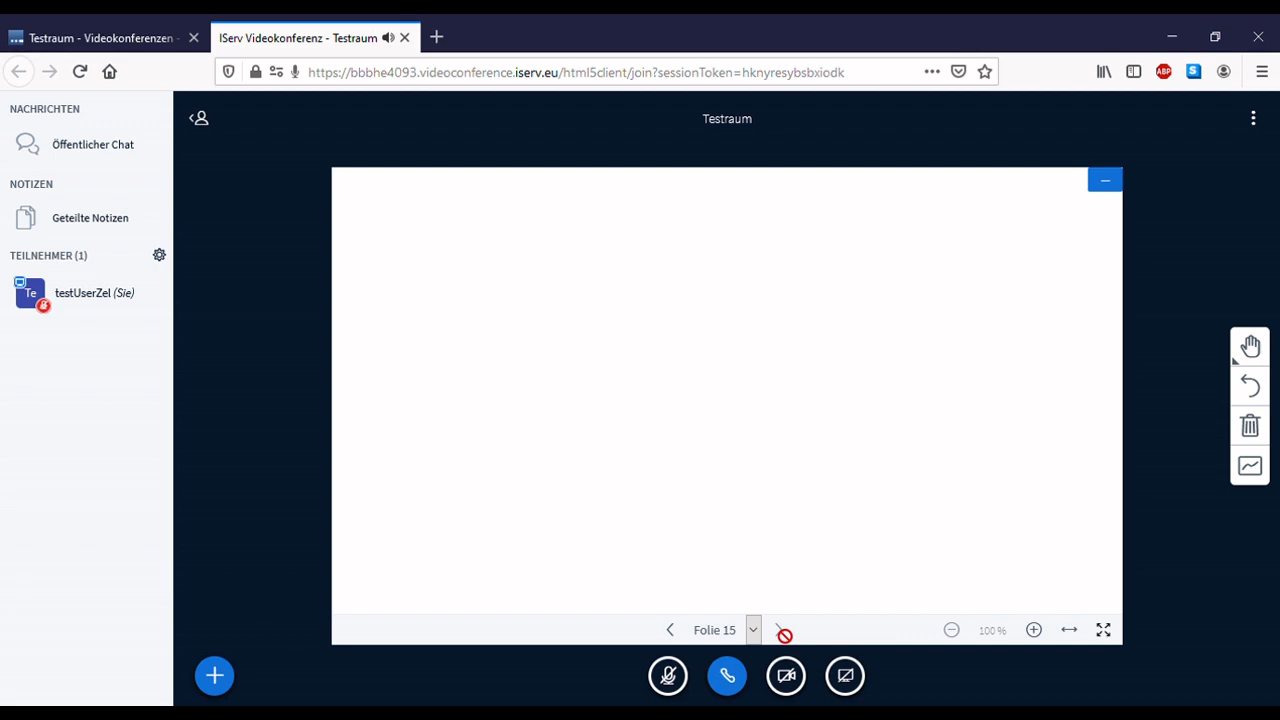 Testraum - Videokonferenzen -
IServ Videokonferenz - Testraum
https://bbbhe4093.videoconference.iserv.eu/html5client/join?sessionToken=hknyresybsbxiodk
ABP
S
NACHRICHTEN
Öffentlicher Chat
NOTIZEN
Geteilte Notizen
TEILNEHMER (1)
Te
testUserZel (Sie)
Testraum
Folie 15
100 %